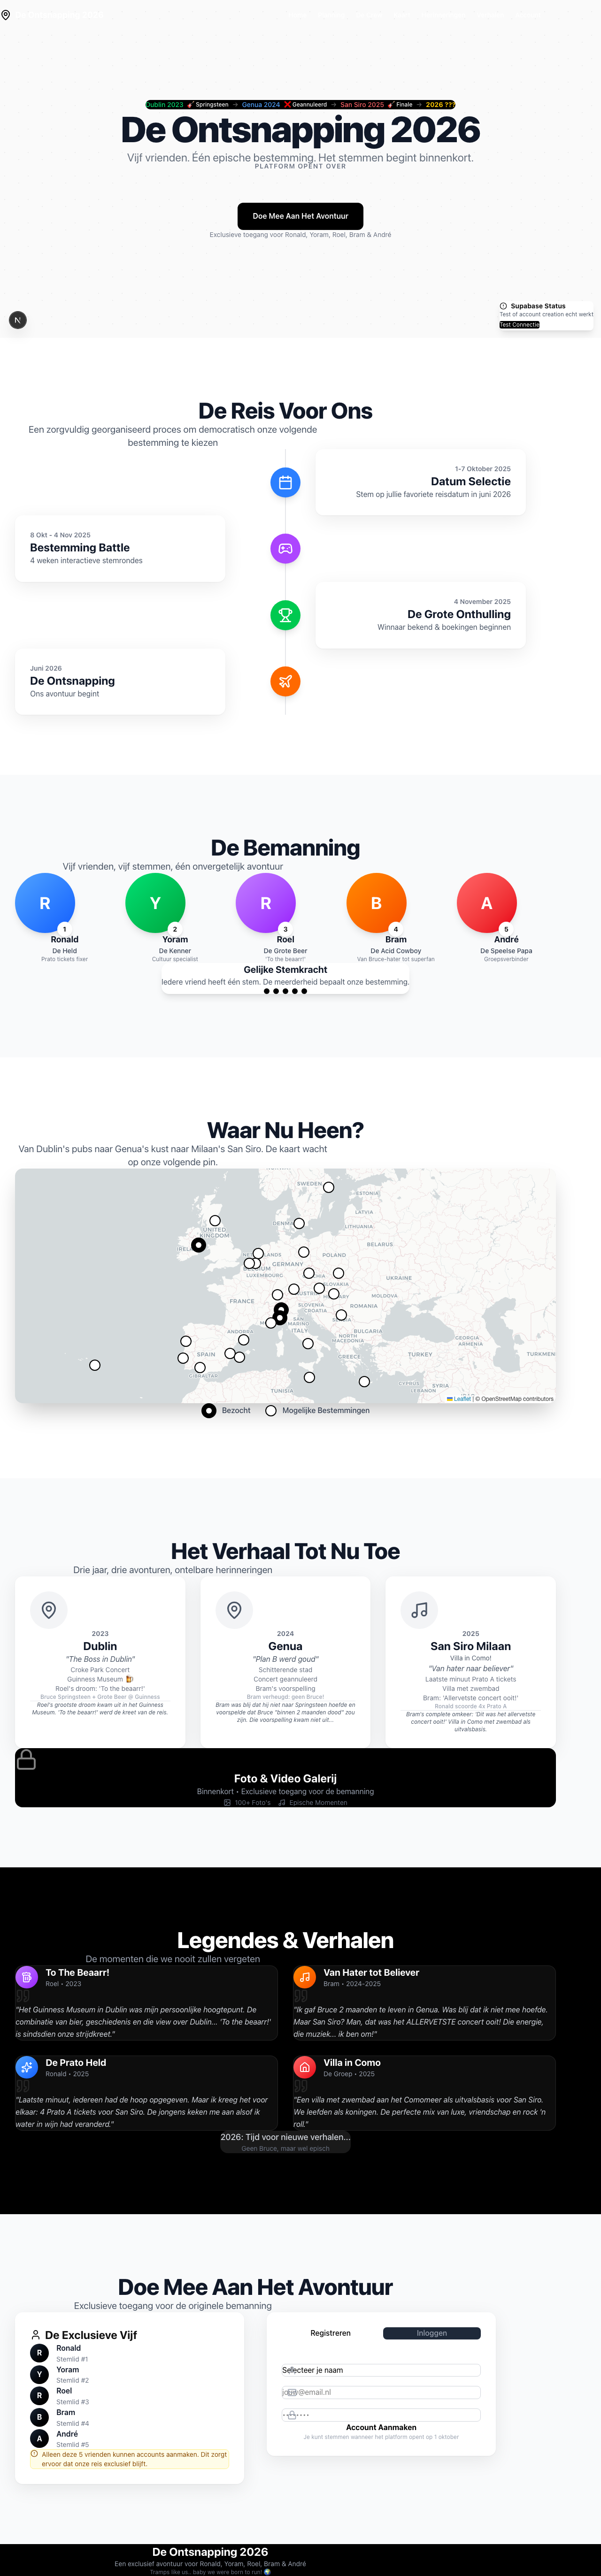 Dublin 2023 🎸 Springsteen → Genua 2024 ❌ Geannuleerd → San Siro 2025 🎸 Finale → 2026 ???
De Ontsnapping 2026
Vijf vrienden. Één epische bestemming. Het stemmen begint binnenkort.
PLATFORM OPENT OVER
Doe Mee Aan Het Avontuur
Exclusieve toegang voor Ronald, Yoram, Roel, Bram & André
N
Supabase Status
Test of account creation echt werkt
Test Connectie
De Reis Voor Ons
Een zorgvuldig georganiseerd proces om democratisch onze volgende
bestemming te kiezen
1-7 Oktober 2025
Datum Selectie
Stem op jullie favoriete reisdatum in juni 2026
8 Okt - 4 Nov 2025
Bestemming Battle
4 weken interactieve stemrondes
4 November 2025
De Grote Onthulling
Winnaar bekend & boekingen beginnen
Juni 2026
De Ontsnapping
Ons avontuur begint
De Bemanning
Vijf vrienden, vijf stemmen, één onvergetelijk avontuur
R
1
Ronald
De Held
Prato tickets fixer
Y
2
Yoram
De Kenner
Cultuur specialist
R
3
Roel
De Grote Beer
'To the beaarr!'
B
4
Bram
De Acid Cowboy
Van Bruce-hater tot superfan
A
5
André
De Speelse Papa
Groepsverbinder
Gelijke Stemkracht
Iedere vriend heeft één stem. De meerderheid bepaalt onze bestemming.
Waar Nu Heen?
Van Dublin's pubs naar Genua's kust naar Milaan's San Siro. De kaart wacht
op onze volgende pin.
SWEDEN
ESTONIA
LATVIA
LITHUANIA
UNITED
KINGDOM
BELARUS
POLAND
GERMANY
LUXEMBOURG
UKRAINE
FRANCE
MOLDOVA
ROMANIA
SLOVENIA
CROATIA
ITALY
BULGARIA
NORTH
MACEDONIA
ANDORRA
SPAIN
GREECE
TURKEY
GEORGIA
ARMENIA
TURKMEN
GIBRALTAR
TUNISIA
CYPRUS
SYRIA
LEBANON
Leaflet | © OpenStreetMap contributors
Bezocht
Mogelijke Bestemmingen
Het Verhaal Tot Nu Toe
Drie jaar, drie avonturen, ontelbare herinneringen
2023
Dublin
"The Boss in Dublin"
Croke Park Concert
Guinness Museum 🍺
Roel's droom: 'To the beaarr!'
Bruce Springsteen + Grote Beer @ Guinness
Roel's grootste droom kwam uit in het Guinness
Museum. 'To the beaarr!' werd de kreet van de reis.
2024
Genua
"Plan B werd goud"
Schitterende stad
Concert geannuleerd
Bram's voorspelling
Bram verheugd: geen Bruce!
Bram was blij dat hij niet naar Springsteen hoefde en
voorspelde dat Bruce "binnen 2 maanden dood" zou
zijn. Die voorspelling kwam niet uit...
2025
San Siro Milaan
Villa in Como!
"Van hater naar believer"
Laatste minuut Prato A tickets
Villa met zwembad
Bram: 'Allervetste concert ooit!'
Ronald scoorde 4x Prato A
Bram's complete omkeer: 'Dit was het allervetste
concert ooit!' Villa in Como met zwembad als
uitvalsbasis.
Foto & Video Galerij
Binnenkort • Exclusieve toegang voor de bemanning
100+ Foto's
Epische Momenten
Legendes & Verhalen
De momenten die we nooit zullen vergeten
To The Beaarr!
Roel • 2023
"Het Guinness Museum in Dublin was mijn persoonlijke hoogtepunt. De
combinatie van bier, geschiedenis en die view over Dublin... 'To the beaarr!'
is sindsdien onze strijdkreet."
Van Hater tot Believer
Bram • 2024-2025
"Ik gaf Bruce 2 maanden te leven in Genua. Was blij dat ik niet mee hoefde.
Maar San Siro? Man, dat was het ALLERVETSTE concert ooit! Die energie,
die muziek... ik ben om!"
De Prato Held
Ronald • 2025
"Laatste minuut, iedereen had de hoop opgegeven. Maar ik kreeg het voor
elkaar: 4 Prato A tickets voor San Siro. De jongens keken me aan alsof ik
water in wijn had veranderd."
Villa in Como
De Groep • 2025
"Een villa met zwembad aan het Comomeer als uitvalsbasis voor San Siro.
We leefden als koningen. De perfecte mix van luxe, vriendschap en rock 'n
roll."
2026: Tijd voor nieuwe verhalen...
Geen Bruce, maar wel episch
Doe Mee Aan Het Avontuur
Exclusieve toegang voor de originele bemanning
De Exclusieve Vijf
R
Ronald
Stemlid #1
Y
Yoram
Stemlid #2
R
Roel
Stemlid #3
B
Bram
Stemlid #4
A
André
Stemlid #5
Alleen deze 5 vrienden kunnen accounts aanmaken. Dit zorgt
ervoor dat onze reis exclusief blijft.
Registreren
Inloggen
Selecteer je naam
jouw@email.nl
Account Aanmaken
Je kunt stemmen wanneer het platform opent op 1 oktober
De Ontsnapping 2026
Een exclusief avontuur voor Ronald, Yoram, Roel, Bram & André
Tramps like us... baby we were born to run! 🌍